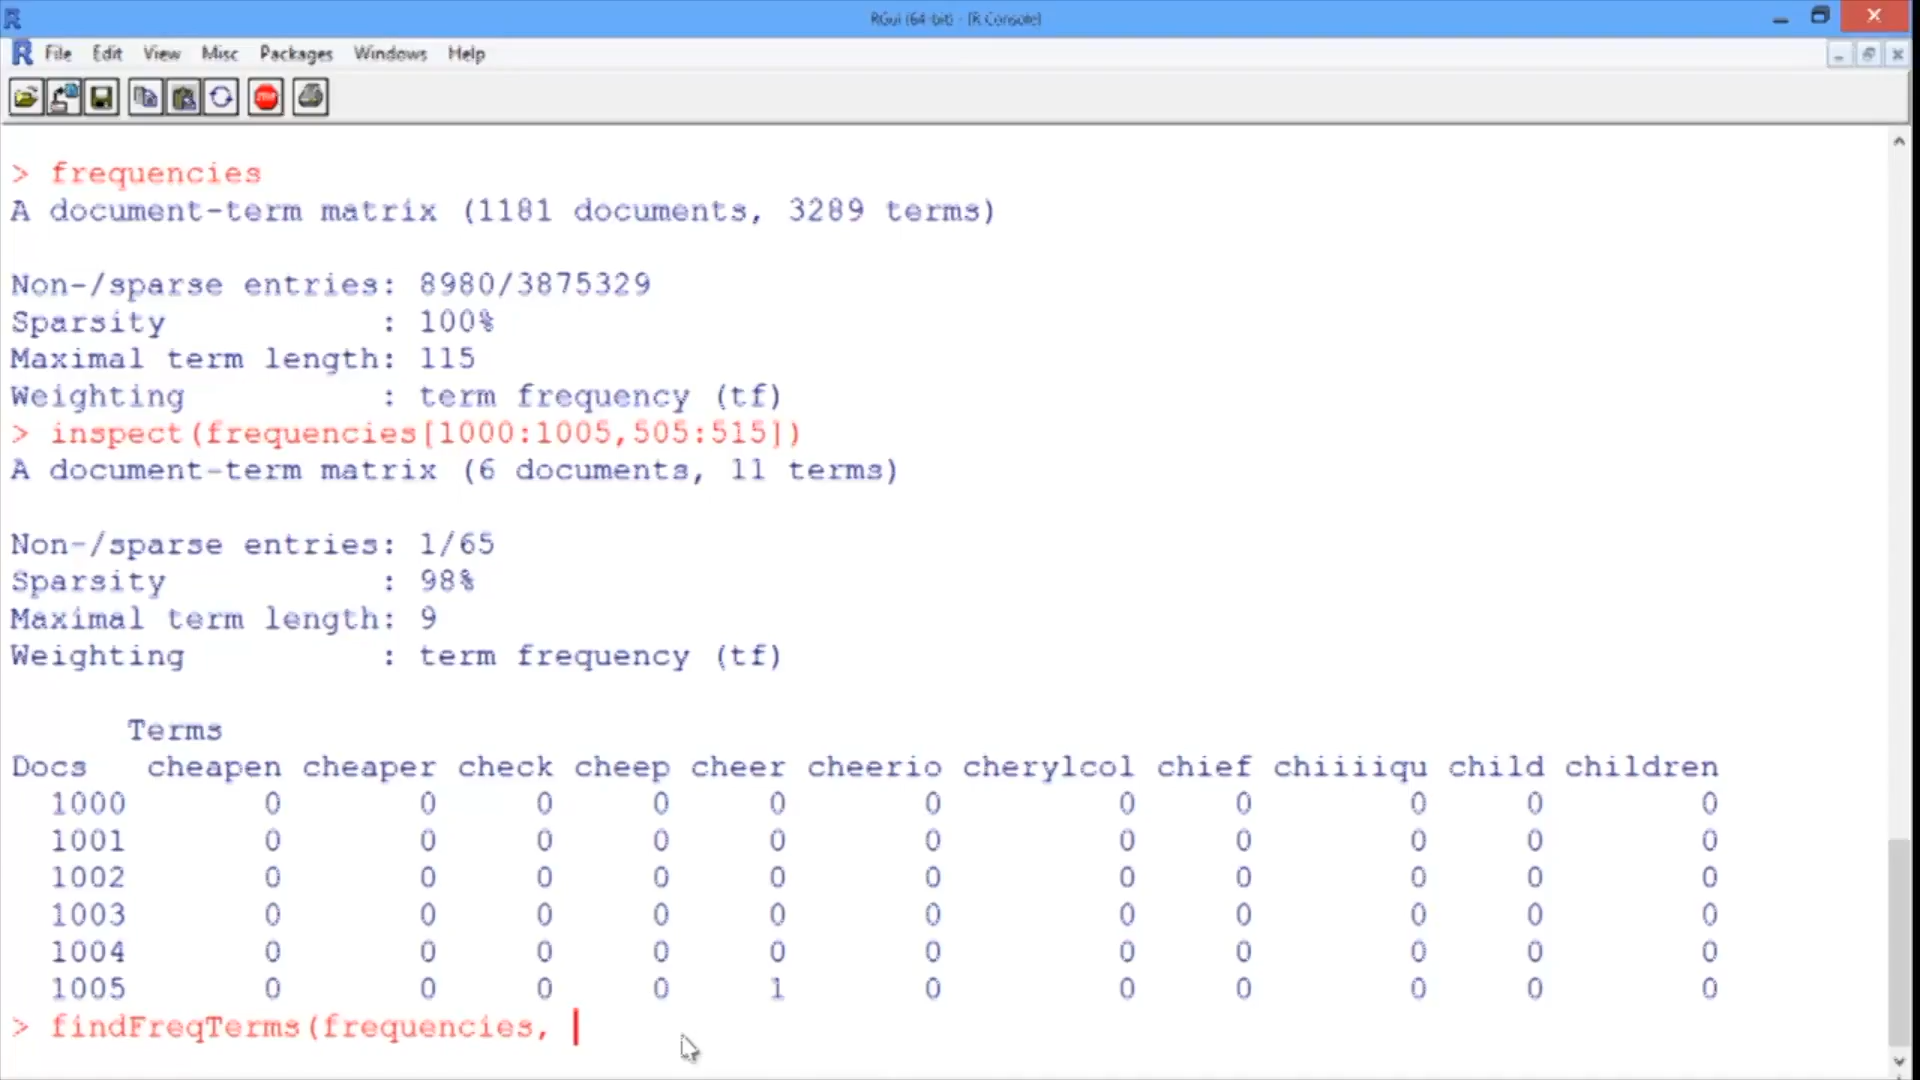 RGui (64-bit) - [R Console]
File Edit View Misc Packages Windows Help
STOP
> frequencies
A document-term matrix (1181 documents, 3289 terms)
Non-/sparse entries: 8980/3875329
Sparsity : 100%
Maximal term length: 115
Weighting : term frequency (tf)
> inspect(frequencies[1000:1005,505:515])
A document-term matrix (6 documents, 11 terms)
Non-/sparse entries: 1/65
Sparsity : 98%
Maximal term length: 9
Weighting : term frequency (tf)
Terms
Docs cheapen cheaper check cheep cheer cheerio cherylcol chief chiiiiqu child children
1000 0 0 0 0 0 0 0 0 0 0 0
1001 0 0 0 0 0 0 0 0 0 0 0
1002 0 0 0 0 0 0 0 0 0 0 0
1003 0 0 0 0 0 0 0 0 0 0 0
1004 0 0 0 0 0 0 0 0 0 0 0
1005 0 0 0 0 1 0 0 0 0 0 0
> findFreqTerms(frequencies,